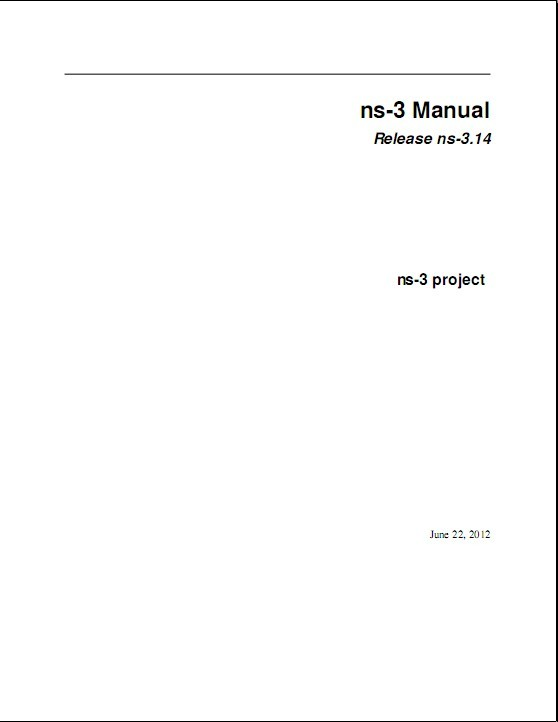 ns-3 Manual
Release ns-3.14
ns-3 project
June 22, 2012